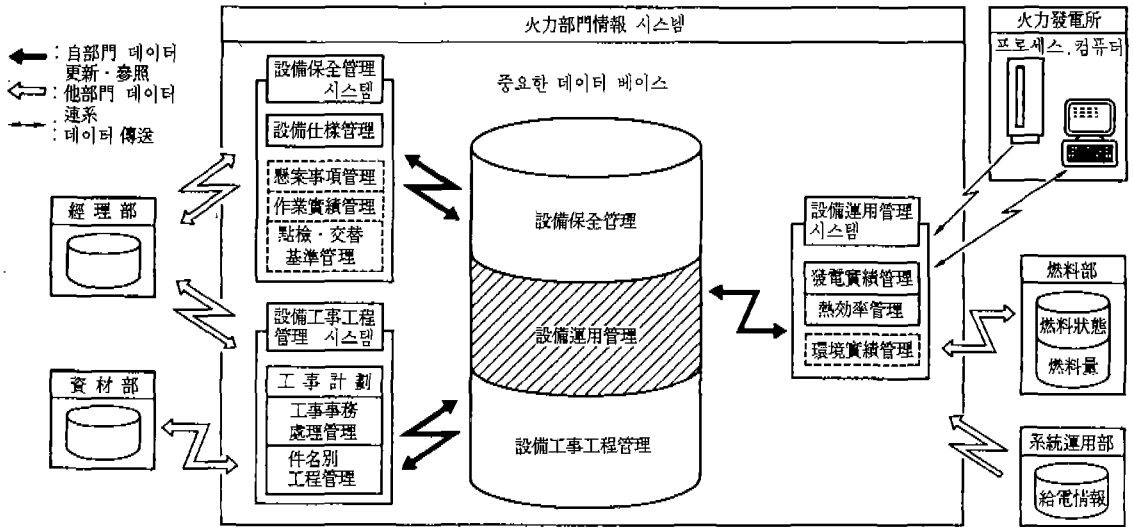 火力部門情報 시스템
: 自部門 데이터
更新·參照
: 他部門 데이터
連系
: 데이터 傳送
經理部
資材部
設備保全管理
시스템
設備仕樣管理
懸案事項管理
作業實績管理
點檢·交替
基準管理
設備工事工程
管理 시스템
工事計劃
工事事務
處理管理
件名別
工程管理
중요한 데이터 베이스
設備保全管理
設備運用管理
設備工事工程管理
設備運用管理
시스템
發電實績管理
熱効率管理
環境實績管理
火力發電所
프로세스. 컴퓨터
燃料部
燃料狀態
燃料量
系統運用部
給電情報